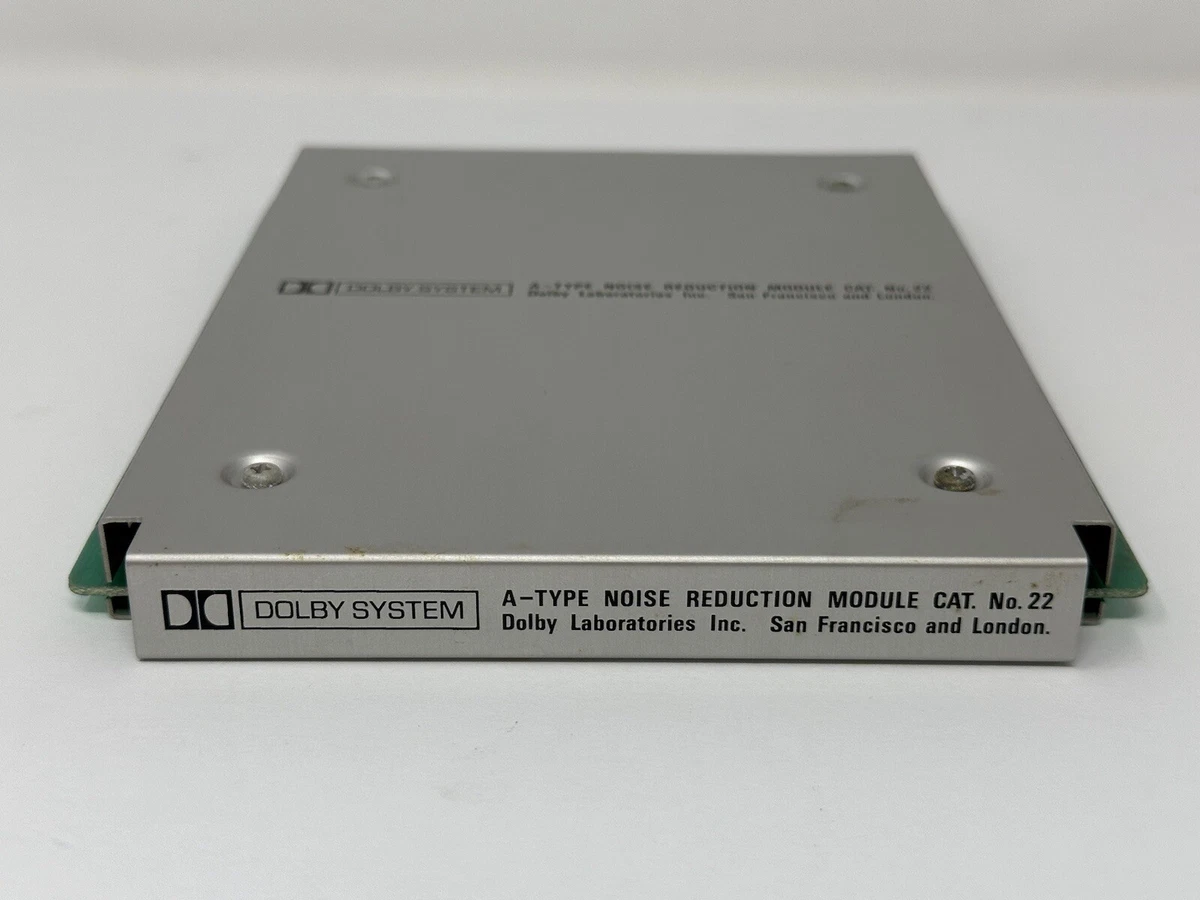 DOLBY SYSTEM A-TYPE NOISE REDUCTION MODULE CAT. No. 22
Dolby Laboratories Inc. San Francisco and London.
DOLBY SYSTEM
A-TYPE NOISE REDUCTION MODULE CAT. No. 22
Dolby Laboratories Inc. San Francisco and London.